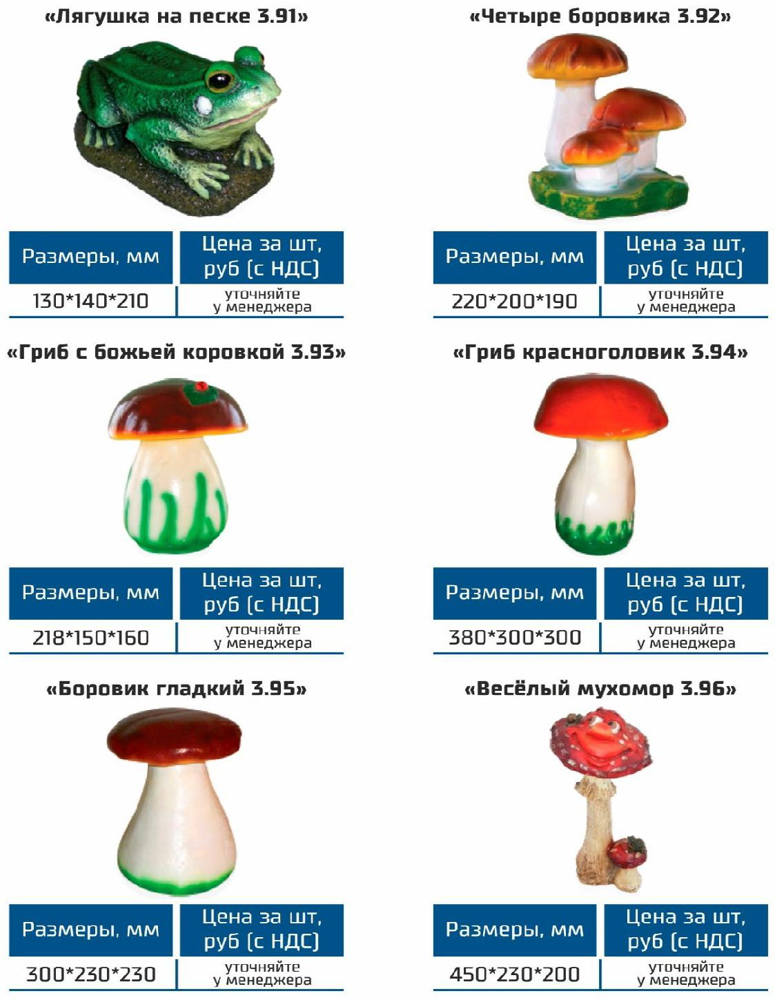 «Лягушка на песке 3.91»
Размеры, мм
Цена за шт,
руб (с НДС)
130*140*210
уточняйте
у менеджера
«Четыре боровика 3.92»
Размеры, мм
Цена за шт,
руб (с НДС)
220*200*190
уточняйте
у менеджера
«Гриб с божьей коровкой 3.93»
Размеры, мм
Цена за шт,
руб (с НДС)
218*150*160
уточняйте
у менеджера
«Гриб красноголовик 3.94»
Размеры, мм
Цена за шт,
руб (с НДС)
380*300*300
уточняйте
у менеджера
«Боровик гладкий 3.95»
Размеры, мм
Цена за шт,
руб (с НДС)
300*230*230
уточняйте
у менеджера
«Весёлый мухомор 3.96»
Размеры, мм
Цена за шт,
руб (с НДС)
450*230*200
уточняйте
у менеджера